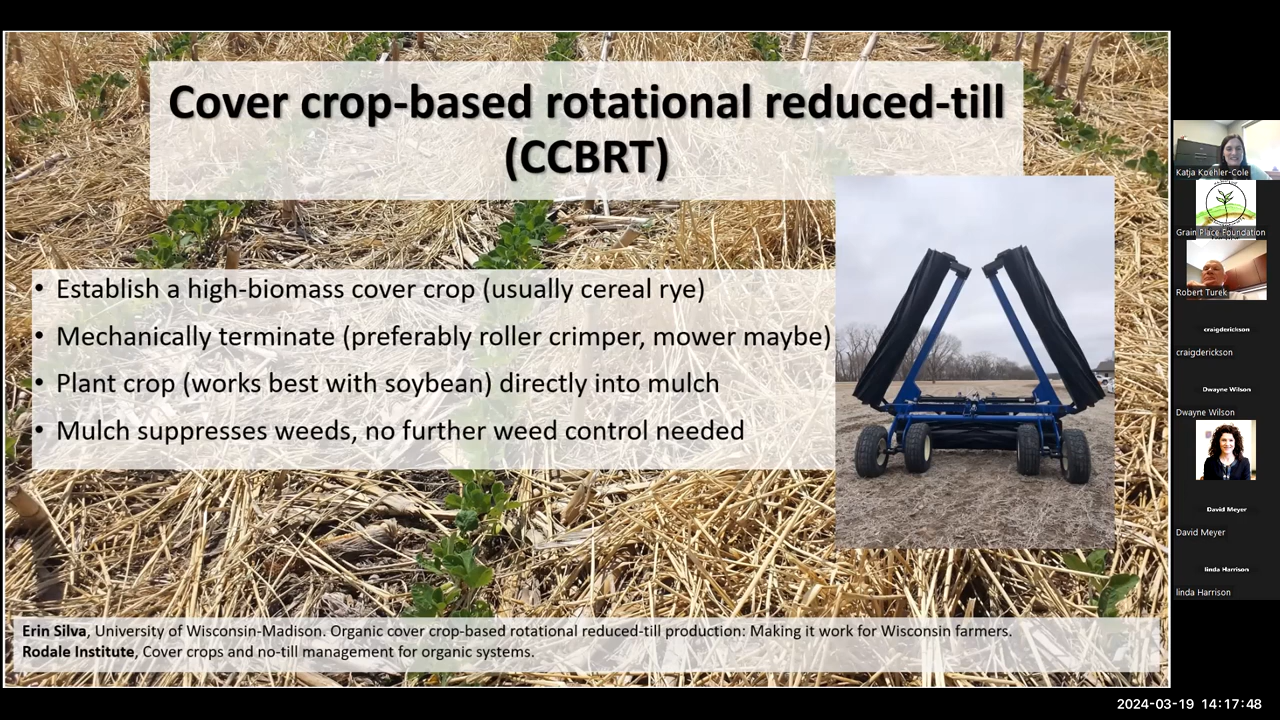 Cover crop-based rotational reduced-till
(CCBRT)
• Establish a high-biomass cover crop (usually cereal rye)
• Mechanically terminate (preferably roller crimper, mower maybe)
• Plant crop (works best with soybean) directly into mulch
• Mulch suppresses weeds, no further weed control needed
Erin Silva, University of Wisconsin-Madison. Organic cover crop-based rotational reduced-till production: Making it work for Wisconsin farmers.
Rodale Institute, Cover crops and no-till management for organic systems.
Katja Koehler-Cole
Grain Place Foundation
Robert Turek
craigderickson
craigderickson
Dwayne Wilson
Dwayne Wilson
David Meyer
David Meyer
linda Harrison
linda Harrison
2024-03-19 14:17:48